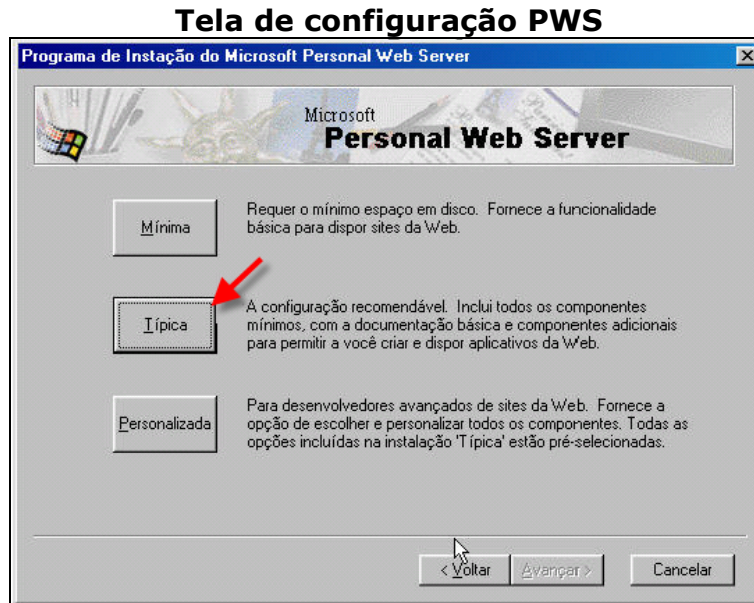 Tela de configuração PWS
Programa de Instação do Microsoft Personal Web Server
Microsoft
Personal Web Server
Mínima
Requer o mínimo espaço em disco. Fornece a funcionalidade
básica para dispor sites da Web.
Típica
A configuração recomendável. Inclui todos os componentes
mínimos, com a documentação básica e componentes adicionais
para permitir a você criar e dispor aplicativos da Web.
Personalizada
Para desenvolvedores avançados de sites da Web. Fornece a
opção de escolher e personalizar todos os componentes. Todas as
opções incluídas na instalação 'Típica' estão pré-selecionadas.
< Voltar
Avançar >
Cancelar